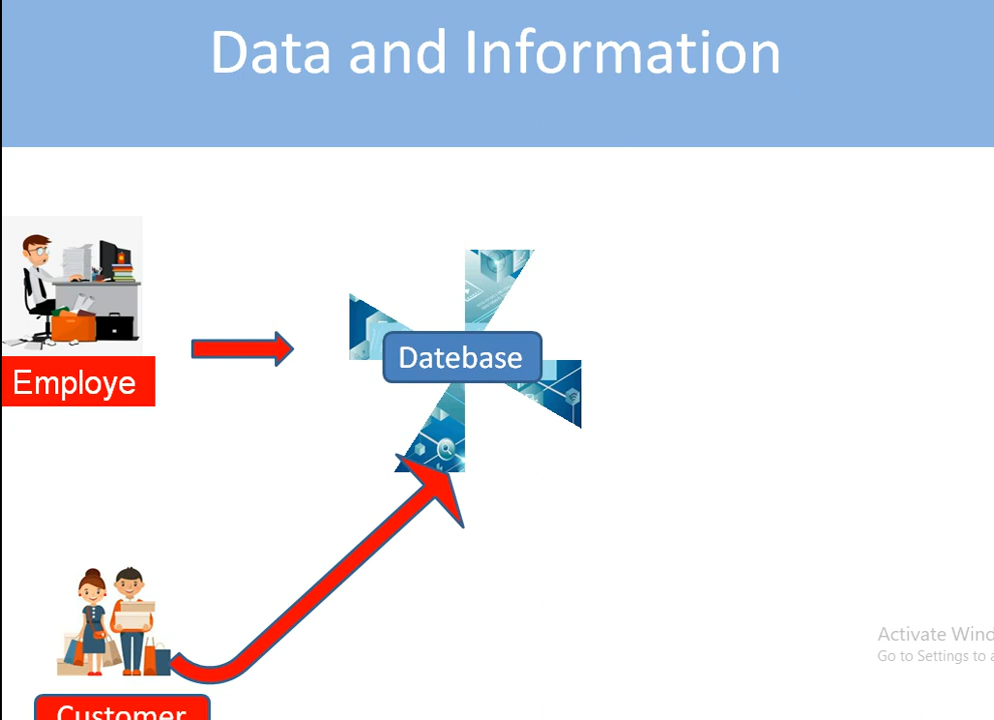 Data and Information
Datebase
Employe
Customer
Activate Wind
Go to Settings to a